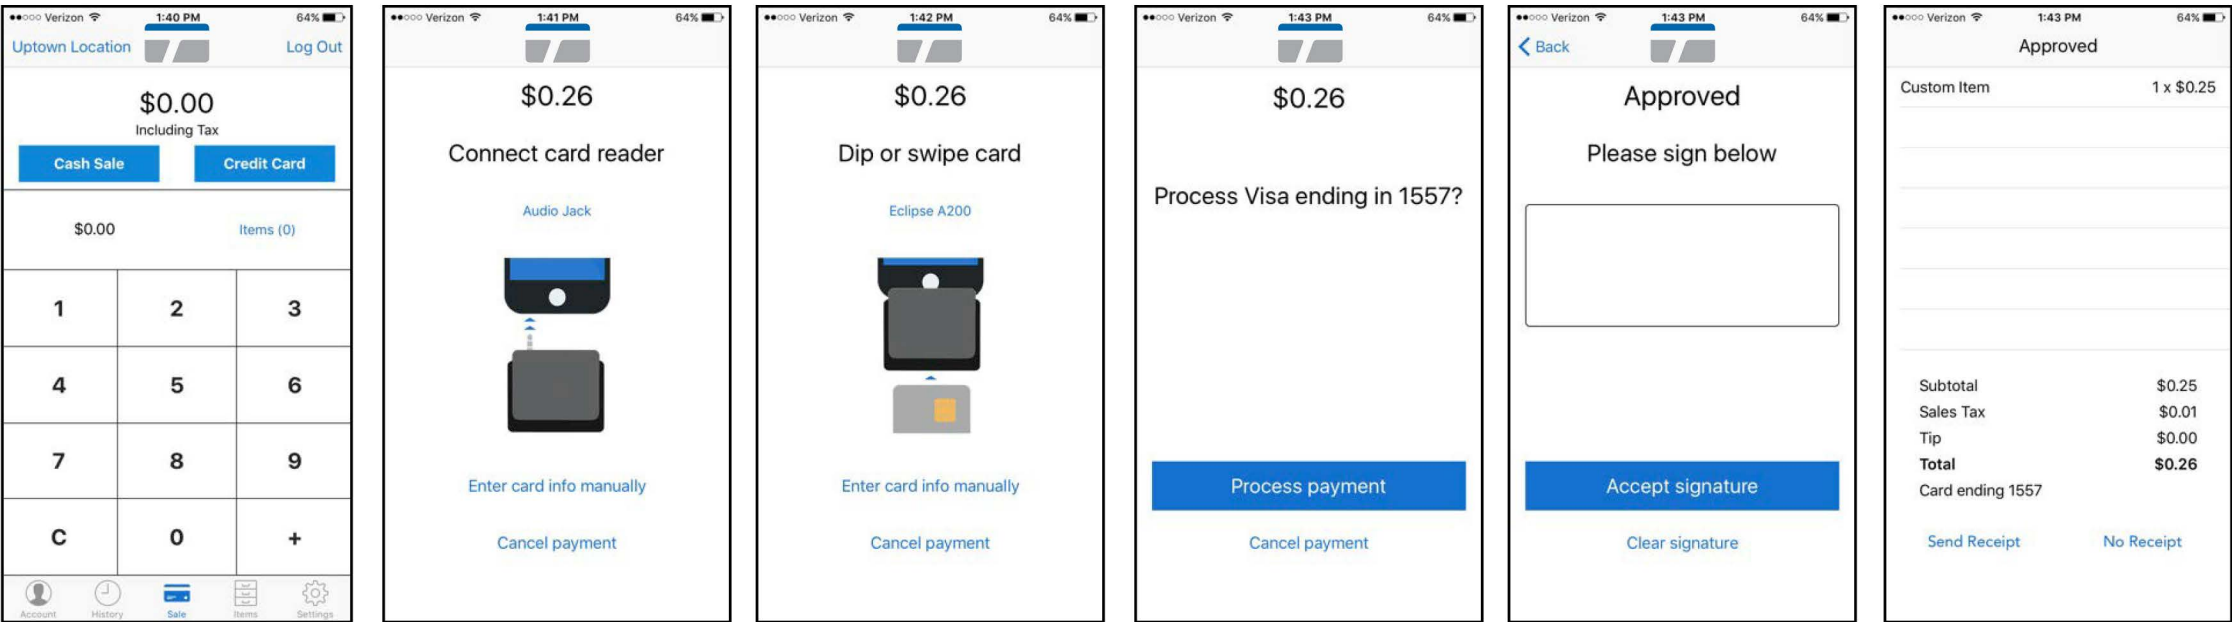 ●●○○○ Verizon 1:40 PM 64%
Uptown Location Log Out
$0.00
Including Tax
Cash Sale Credit Card
$0.00 Items (0)
1 2 3
4 5 6
7 8 9
C 0 +
Account History Sale Items Settings
●●○○○ Verizon 1:41 PM 64%
$0.26
Connect card reader
Audio Jack
Enter card info manually
Cancel payment
●●○○○ Verizon 1:42 PM 64%
$0.26
Dip or swipe card
Eclipse A200
Enter card info manually
Cancel payment
●●○○○ Verizon 1:43 PM 64%
$0.26
Process Visa ending in 1557?
Process payment
Cancel payment
●●○○○ Verizon 1:43 PM 64%
Back
Approved
Please sign below
Accept signature
Clear signature
●●○○○ Verizon 1:43 PM 64%
Approved
Custom Item 1 x $0.25
Subtotal $0.25
Sales Tax $0.01
Tip $0.00
Total $0.26
Card ending 1557
Send Receipt No Receipt